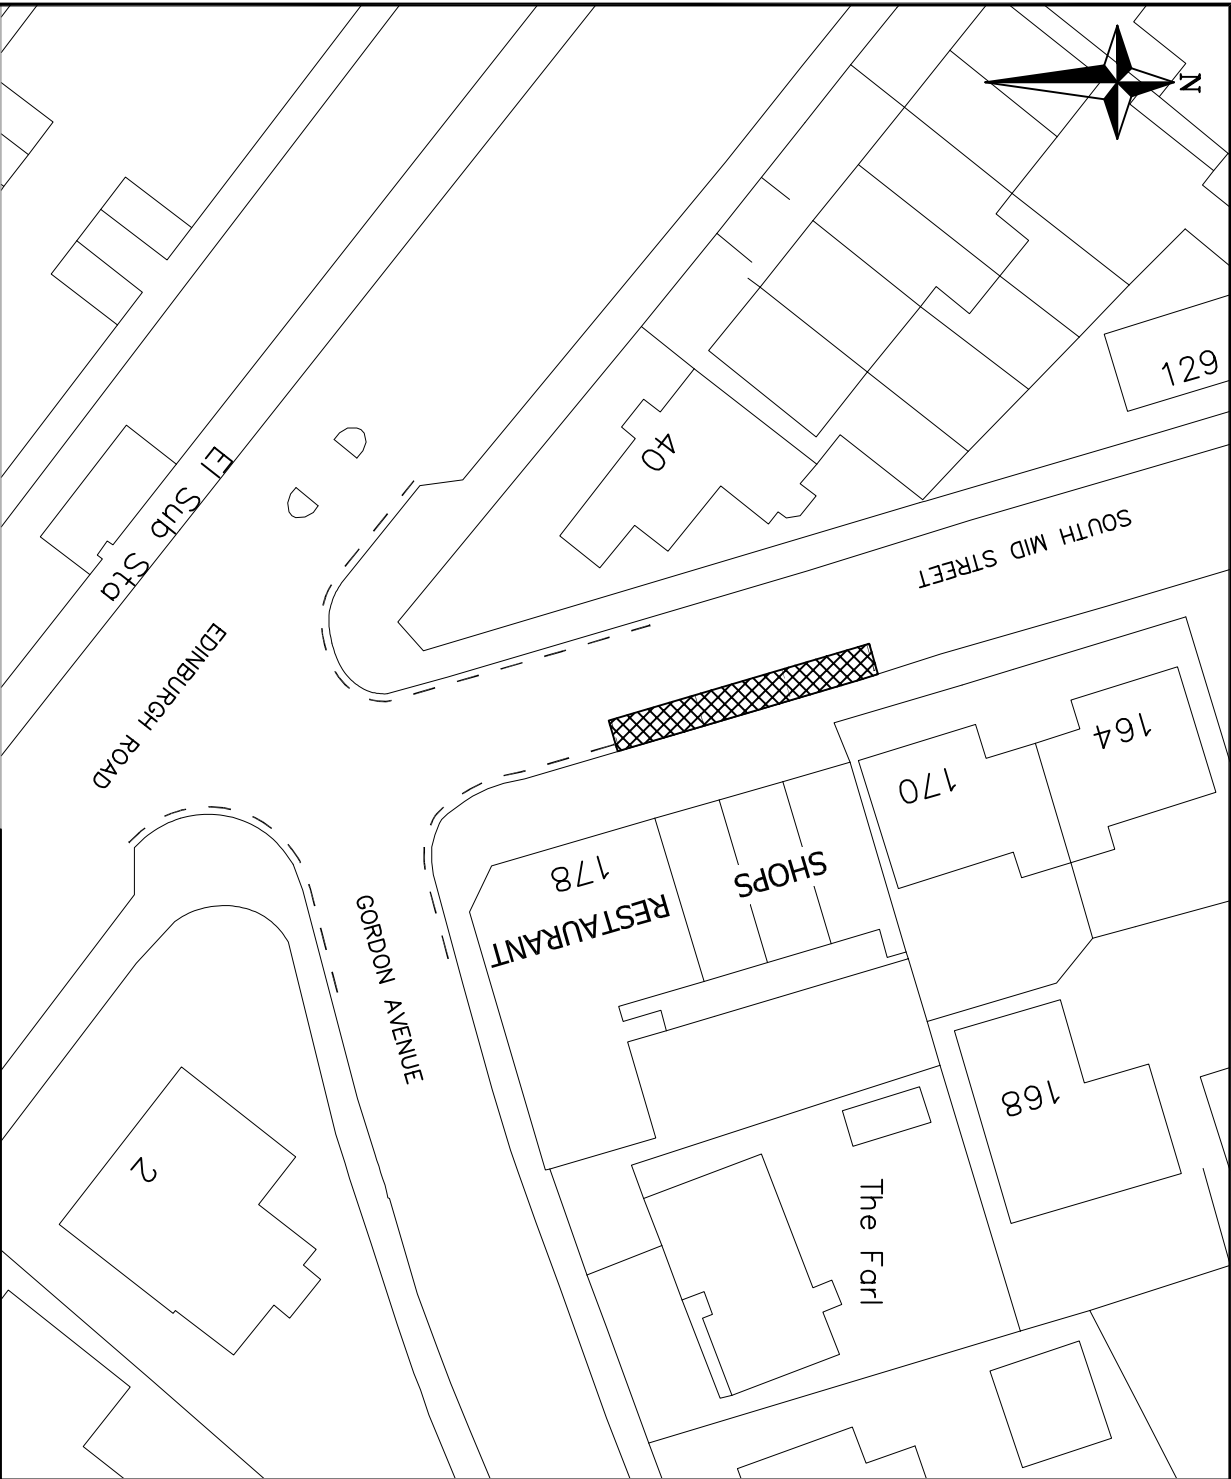 N
129
40
El Sub Sta
SOUTH MID STREET
EDINBURGH ROAD
164
170
178
SHOPS
RESTAURANT
GORDON AVENUE
168
2
The Farl